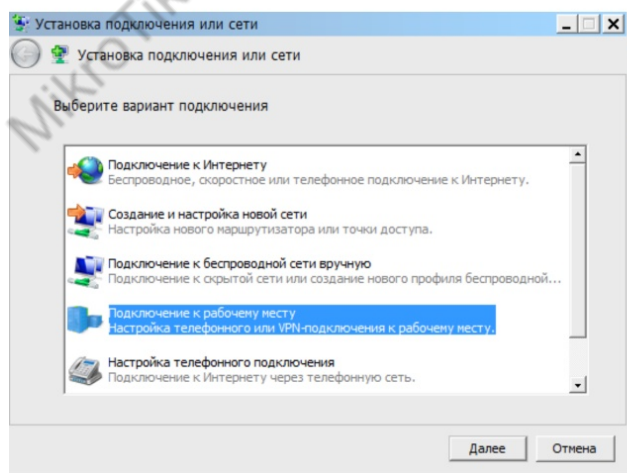 Установка подключения или сети
Установка подключения или сети
MikroTik
Выберите вариант подключения
Подключение к Интернету
Беспроводное, скоростное или телефонное подключение к Интернету.
Создание и настройка новой сети
Настройка нового маршрутизатора или точки доступа.
Подключение к беспроводной сети вручную
Подключение к скрытой сети или создание нового профиля беспроводной...
Подключение к рабочему месту
Настройка телефонного или VPN-подключения к рабочему месту.
Настройка телефонного подключения
Подключение к Интернету через телефонную сеть.
Далее
Отмена